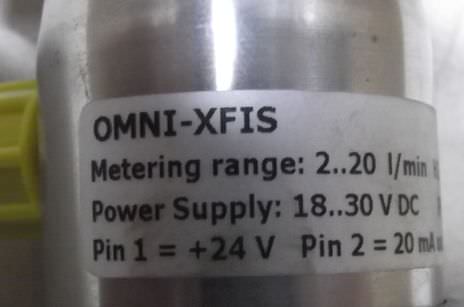 OMNI-XFIS
Metering range: 2..20 l/min
Power Supply: 18..30 V DC
Pin 1 = +24 V Pin 2 = 20 mA